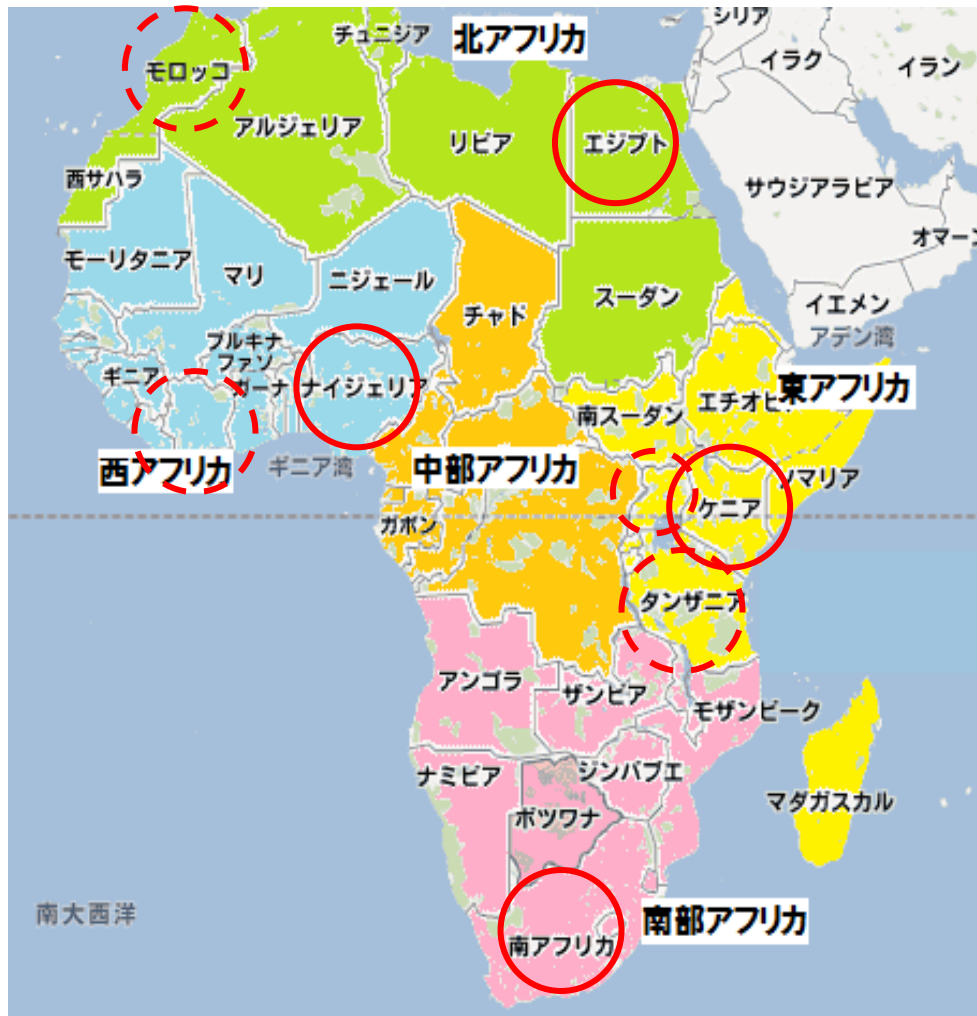 シリア
チュニジア
北アフリカ
モロッコ
イラク
イラン
アルジェリア
リビア
エジプト
西サハラ
サウジアラビア
オマーン
モーリタニア
マリ
ニジェール
スーダン
イエメン
チャド
アデン湾
ブルキナ
ファソ
ギニア
ガーナ
ナイジェリア
南スーダン
エチオピア
東アフリカ
西アフリカ
ギニア湾
中部アフリカ
ソマリア
ケニア
ガボン
タンザニア
アンゴラ
ザンビア
モザンビーク
ナミビア
ジンバブエ
ボツワナ
マダガスカル
南大西洋
南アフリカ
南部アフリカ